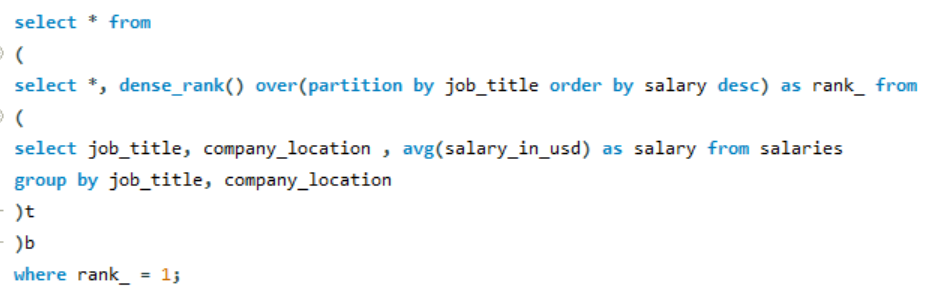 select * from
(
select *, dense_rank() over(partition by job_title order by salary desc) as rank_ from
(
select job_title, company_location , avg(salary_in_usd) as salary from salaries
group by job_title, company_location
)t
)b
where rank_ = 1;